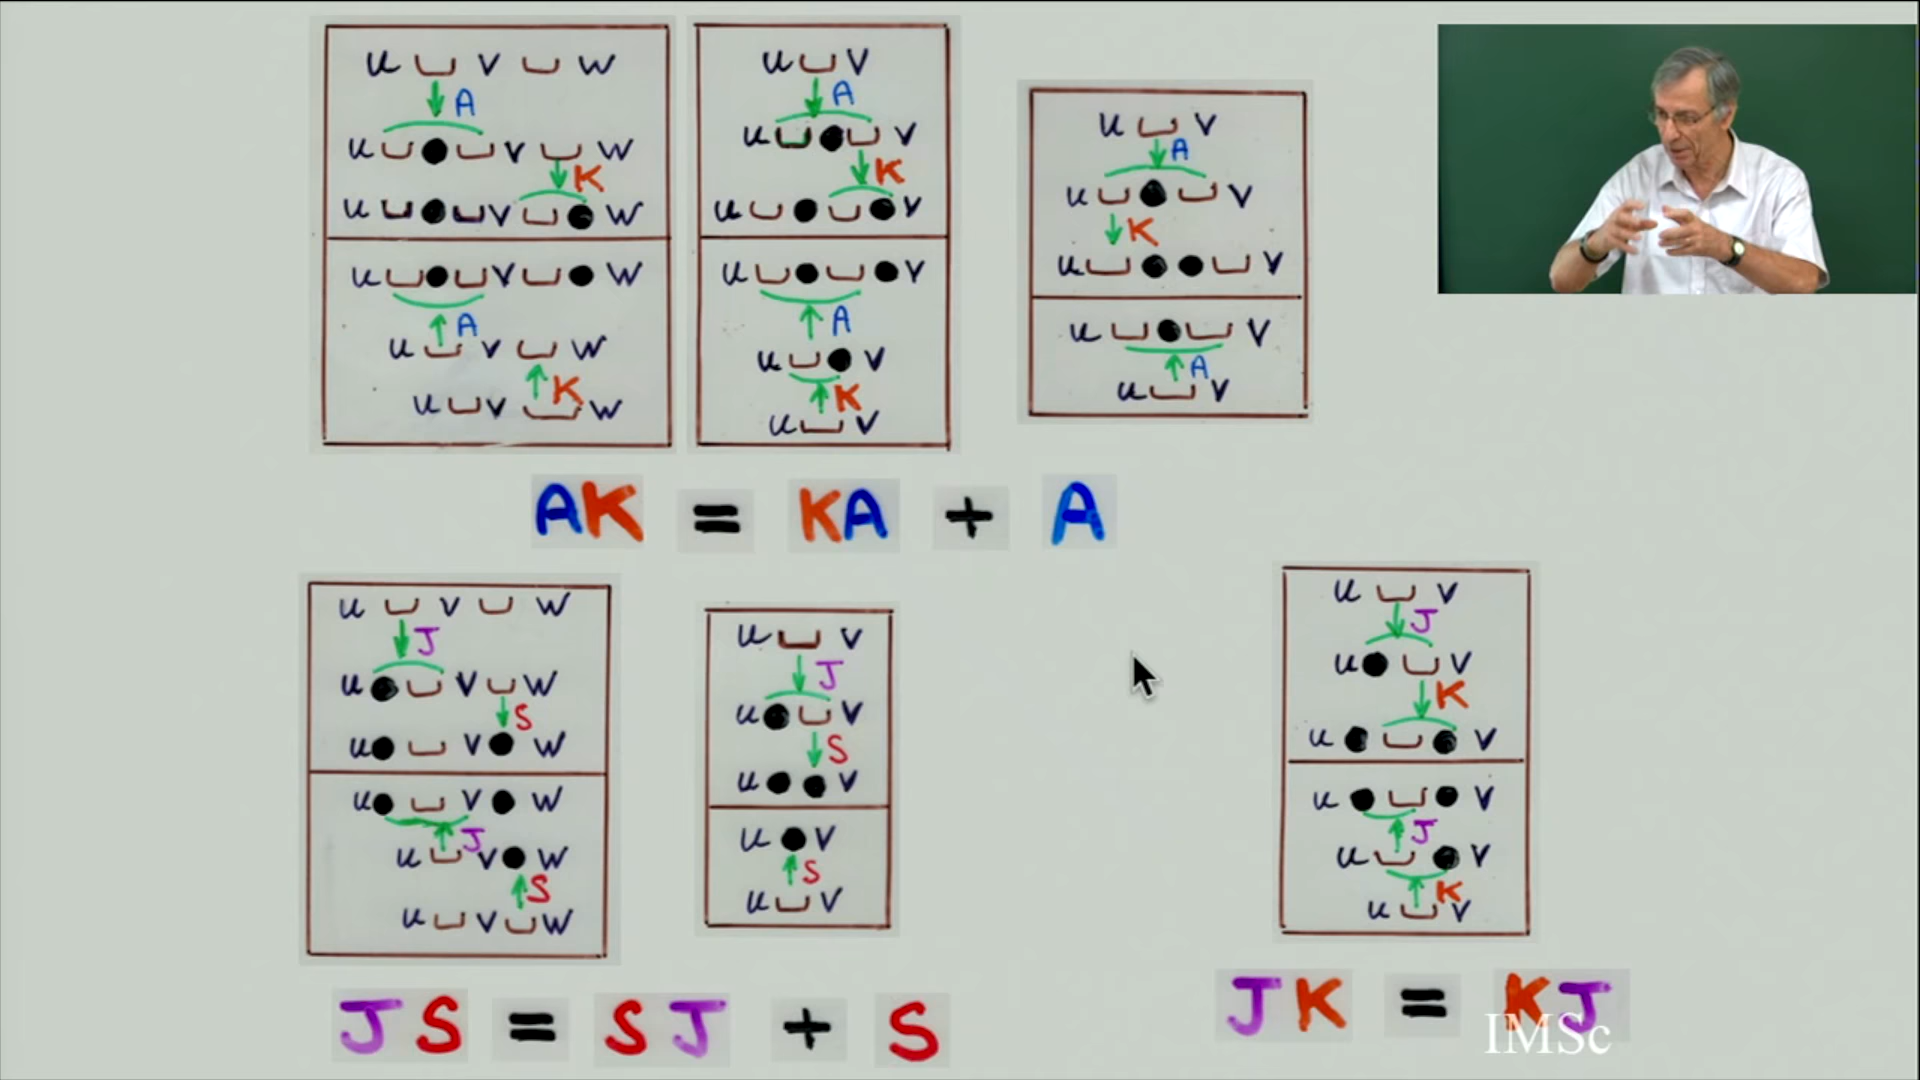 u ⌴ v ⌴ w
↓ A
u ⌴ ● ⌴ v ⌴ w
↓ K
u ⌴ ● ⌴ v ⌴ ● w
u ⌴ ● ⌴ v ⌴ ● w
↑ A
u ⌴ v ⌴ w
↑ K
u ⌴ v ⌴ w
u ⌴ v
↓ A
u ⌴ ● ⌴ v
↓ K
u ⌴ ● ⌴ ● v
u ⌴ ● ⌴ ● v
↑ A
u ⌴ ● v
↑ K
u ⌴ v
u ⌴ v
↓ A
u ⌴ ● ⌴ v
↓ K
u ⌴ ● ● ⌴ v
u ⌴ ● ⌴ v
↑ A
u ⌴ v
AK = KA + A
u ⌴ v ⌴ w
↓ J
u ● ⌴ v ⌴ w
↓ S
u ● ⌴ v ● w
u ● ⌴ v ● w
↑ J
u ⌴ v ● w
↑ S
u ⌴ v ⌴ w
u ⌴ v
↓ J
u ● ⌴ v
↓ S
u ● ● v
u ● v
↑ S
u ⌴ v
JS = SJ + S
u ⌴ v
↓ J
u ● ⌴ v
↓ K
u ● ⌴ ● v
u ● ⌴ ● v
↑ J
u ⌴ ● v
↑ K
u ⌴ v
JK = KJ
IMSc